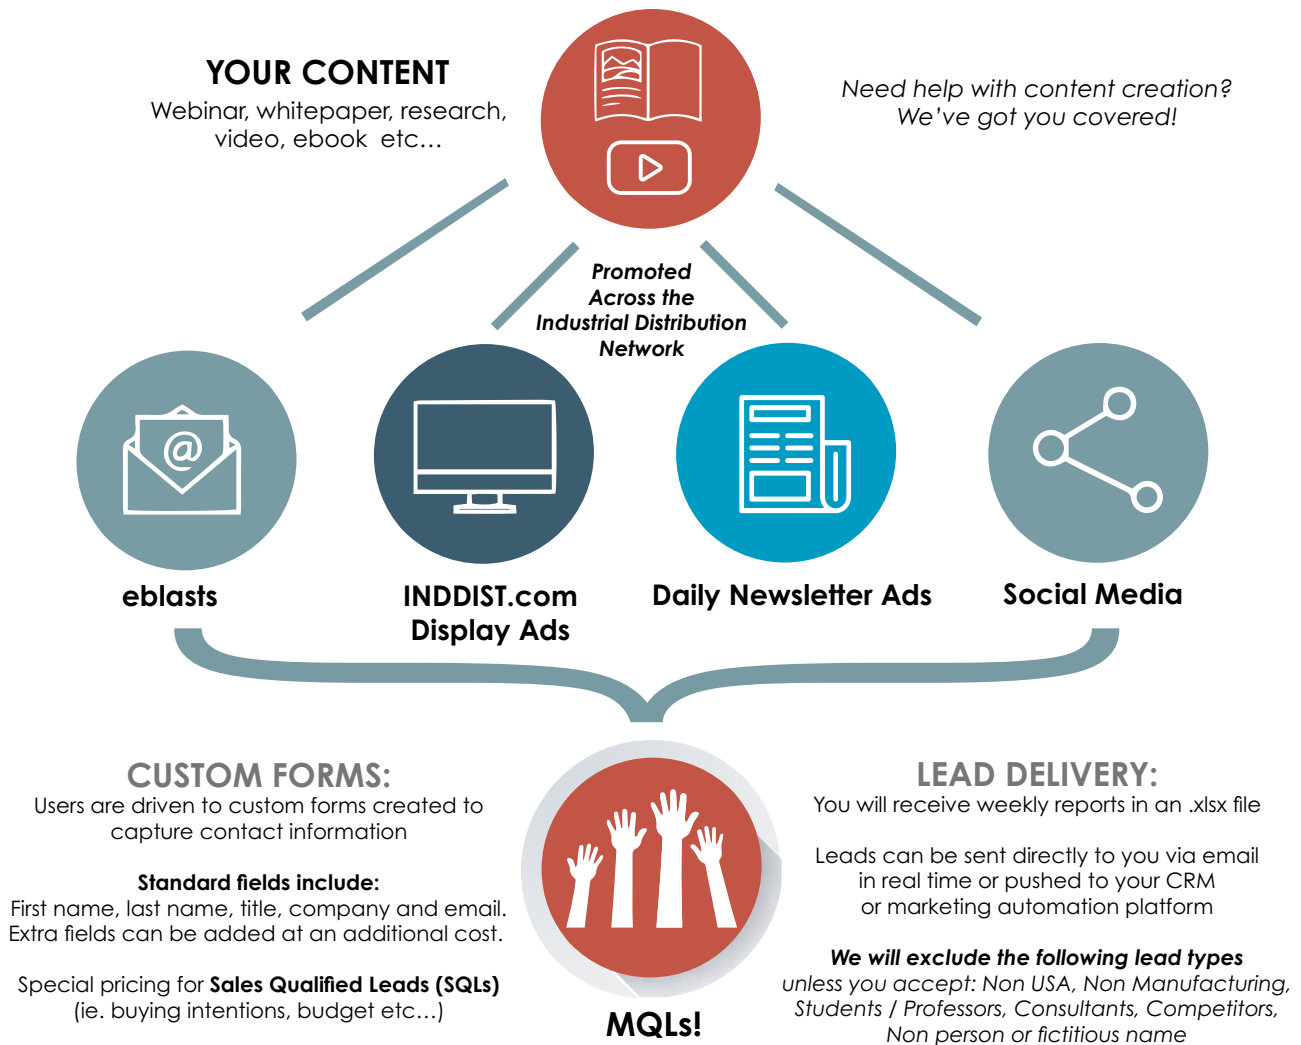 YOUR CONTENT
Webinar, whitepaper, research,
video, ebook etc...
Need help with content creation?
We've got you covered!
Promoted
Across the
Industrial Distribution
Network
@
eblasts
INDDIST.com
Display Ads
Daily Newsletter Ads
Social Media
CUSTOM FORMS:
Users are driven to custom forms created to
capture contact information
Standard fields include:
First name, last name, title, company and email.
Extra fields can be added at an additional cost.
Special pricing for Sales Qualified Leads (SQLs)
(ie. buying intentions, budget etc...)
MQLs!
LEAD DELIVERY:
You will receive weekly reports in an .xlsx file
Leads can be sent directly to you via email
in real time or pushed to your CRM
or marketing automation platform
We will exclude the following lead types
unless you accept: Non USA, Non Manufacturing,
Students / Professors, Consultants, Competitors,
Non person or fictitious name